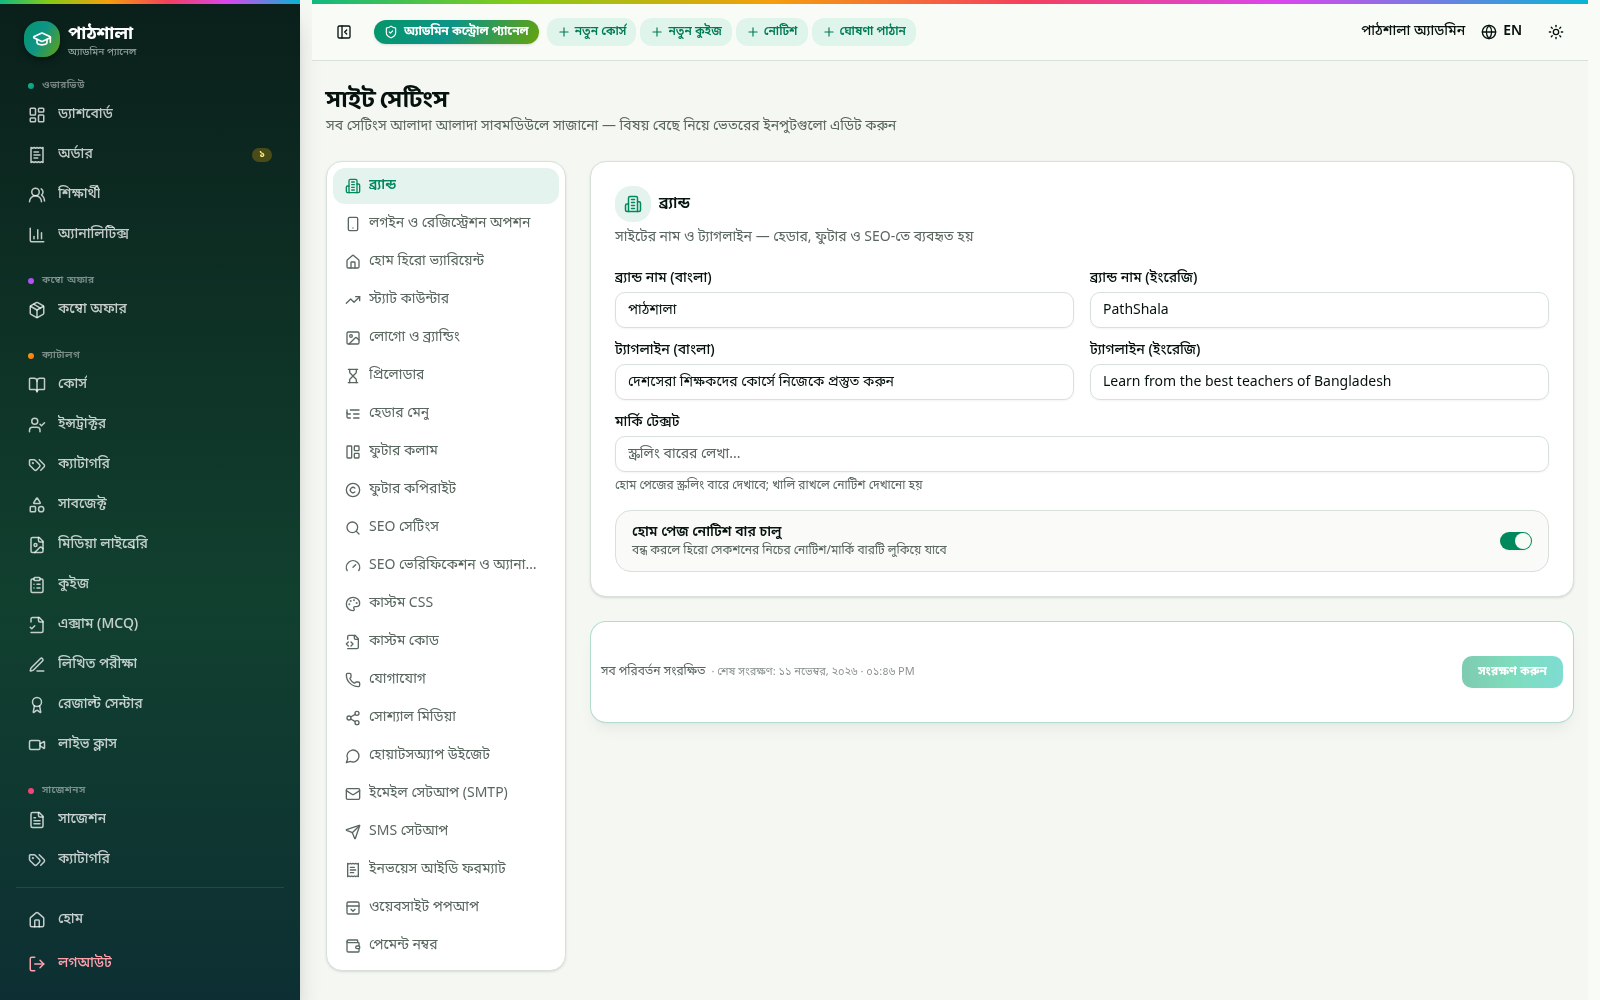 পাঠশালা
অ্যাডমিন প্যানেল
ওভারভিউ
ড্যাশবোর্ড
অর্ডার
১
শিক্ষার্থী
অ্যানালিটিক্স
কম্বো অফার
কম্বো অফার
ক্যাটালগ
কোর্স
ইন্সট্রাক্টর
ক্যাটাগরি
সাবজেক্ট
মিডিয়া লাইব্রেরি
কুইজ
এক্সাম (MCQ)
লিখিত পরীক্ষা
রেজাল্ট সেন্টার
লাইভ ক্লাস
সাজেশনস
সাজেশন
ক্যাটাগরি
হোম
লগআউট
অ্যাডমিন কন্ট্রোল প্যানেল
নতুন কোর্স
নতুন কুইজ
নোটিশ
ঘোষণা পাঠান
পাঠশালা অ্যাডমিন
EN
সাইট সেটিংস
সব সেটিংস আলাদা আলাদা সাবমডিউলে সাজানো — বিষয় বেছে নিয়ে ভেতরের ইনপুটগুলো এডিট করুন
ব্র্যান্ড
লগইন ও রেজিস্ট্রেশন অপশন
হোম হিরো ভ্যারিয়েন্ট
স্ট্যাট কাউন্টার
লোগো ও ব্র্যান্ডিং
প্রিলোডার
হেডার মেনু
ফুটার কলাম
ফুটার কপিরাইট
SEO সেটিংস
SEO ভেরিফিকেশন ও অ্যানা...
কাস্টম CSS
কাস্টম কোড
যোগাযোগ
সোশ্যাল মিডিয়া
হোয়াটসঅ্যাপ উইজেট
ইমেইল সেটআপ (SMTP)
SMS সেটআপ
ইনভয়েস আইডি ফরম্যাট
ওয়েবসাইট পপআপ
পেমেন্ট নম্বর
ব্র্যান্ড
সাইটের নাম ও ট্যাগলাইন — হেডার, ফুটার ও SEO-তে ব্যবহৃত হয়
ব্র্যান্ড নাম (বাংলা)
ব্র্যান্ড নাম (ইংরেজি)
পাঠশালা
PathShala
ট্যাগলাইন (বাংলা)
ট্যাগলাইন (ইংরেজি)
দেশসেরা শিক্ষকদের কোর্সে নিজেকে প্রস্তুত করুন
Learn from the best teachers of Bangladesh
মার্কি টেক্সট
স্ক্রলিং বারের লেখা...
হোম পেজের স্ক্রলিং বারে দেখাবে; খালি রাখলে নোটিশ দেখানো হয়
হোম পেজ নোটিশ বার চালু
বন্ধ করলে হিরো সেকশনের নিচের নোটিশ/মার্কি বারটি লুকিয়ে যাবে
সব পরিবর্তন সংরক্ষিত · শেষ সংরক্ষণ: ১১ নভেম্বর, ২০২৬ · ০১:৪৬ PM
সংরক্ষণ করুন